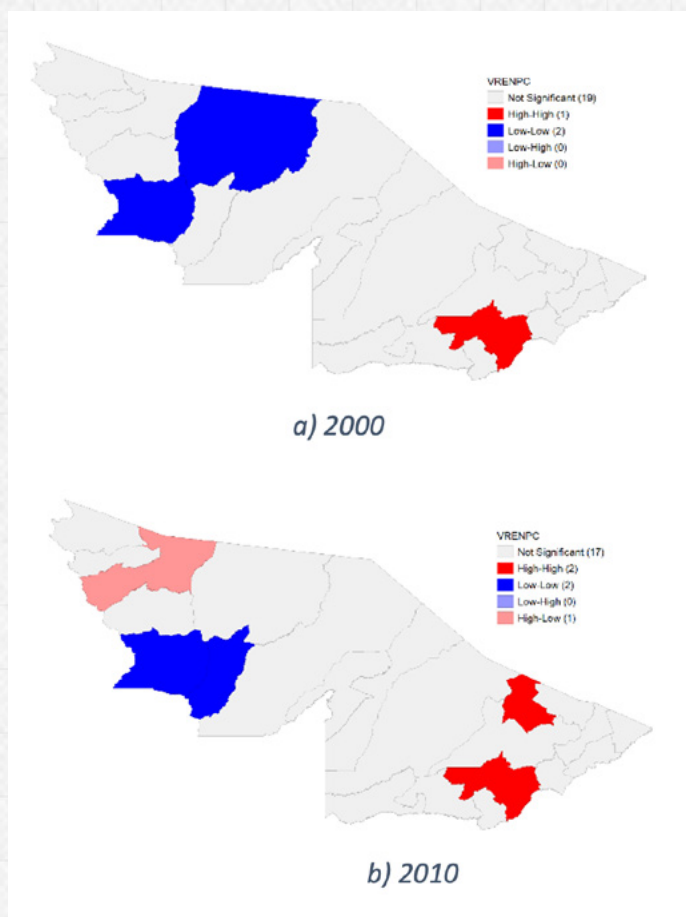 VRENPC
Not Significant (19)
High-High (1)
Low-Low (2)
Low-High (0)
High-Low (0)
a) 2000
VRENPC
Not Significant (17)
High-High (2)
Low-Low (2)
Low-High (0)
High-Low (1)
b) 2010